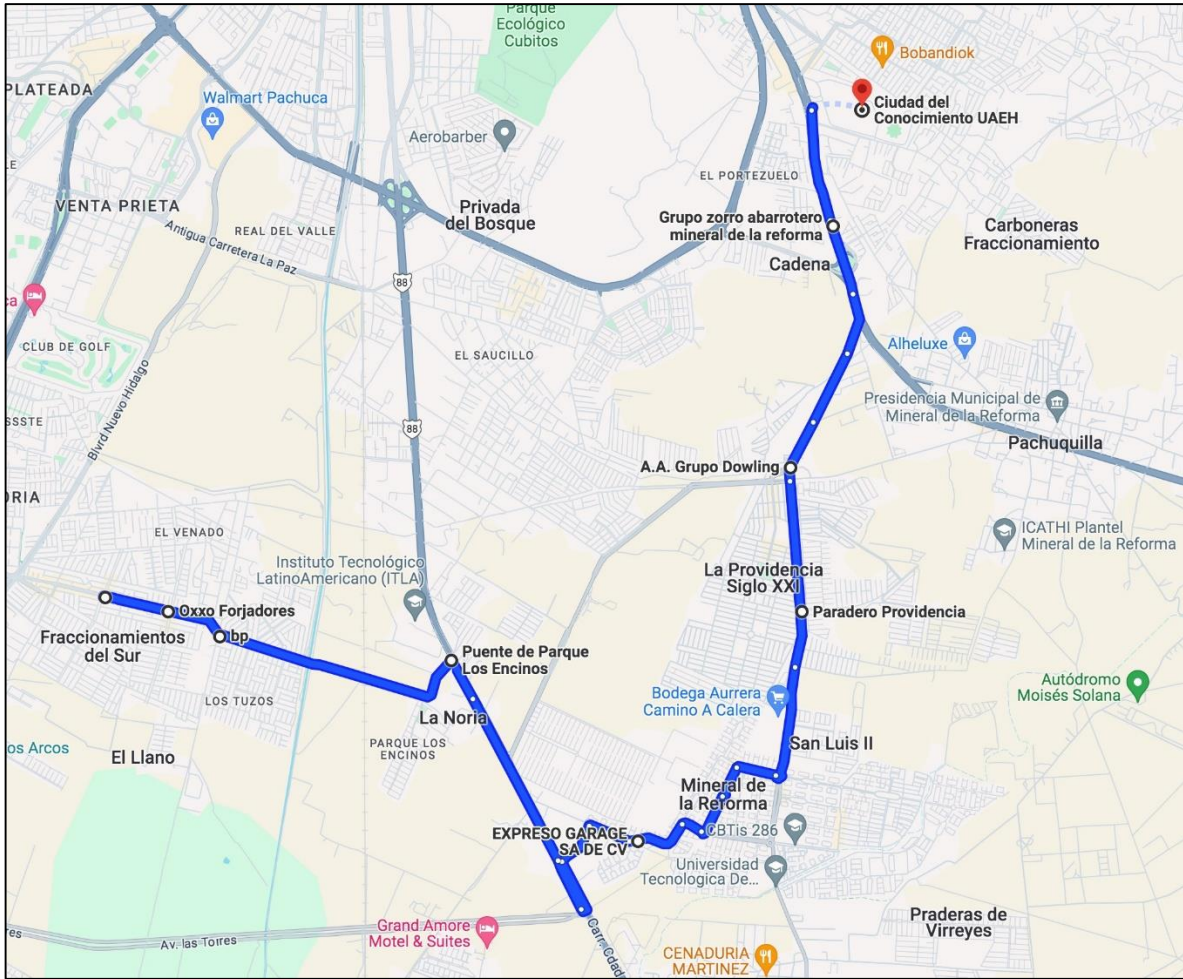 Parque
Ecológico
Cubitos
Bobandiok
PLATEADA
Walmart Pachuca
Ciudad del
Conocimiento UAEH
Aerobarber
EL PORTEZUELO
VENTA PRIETA
Privada
del Bosque
Grupo zorro abarrotero
mineral de la reforma
Carboneras
Fraccionamiento
REAL DEL VALLE
Antigua Carretera La Paz
Cadena
88
ca
CLUB DE GOLF
EL SAUCILLO
Alheluxe
Blvrd Nuevo Hidalgo
Presidencia Municipal de
Mineral de la Reforma
SSSTE
88
Pachuquilla
A.A. Grupo Dowling
ORIA
EL VENADO
ICATHI Plantel
Mineral de la Reforma
Instituto Tecnológico
LatinoAmericano (ITLA)
La Providencia
Siglo XXI
Oxxo Forjadores
Paradero Providencia
Fraccionamientos
del Sur
bp
Puente de Parque
Los Encinos
LOS TUZOS
Bodega Aurrera
Camino A Calera
Autódromo
Moisés Solana
La Noria
os Arcos
El Llano
PARQUE LOS
ENCINOS
San Luis II
Mineral de
la Reforma
EXPRESO GARAGE
SA DE CV
CBTis 286
Universidad
Tecnologica De...
Grand Amore
Motel & Suites
Praderas de
Virreyes
Av. las Torres
Carr. Cdad
CENADURIA
MARTINEZ